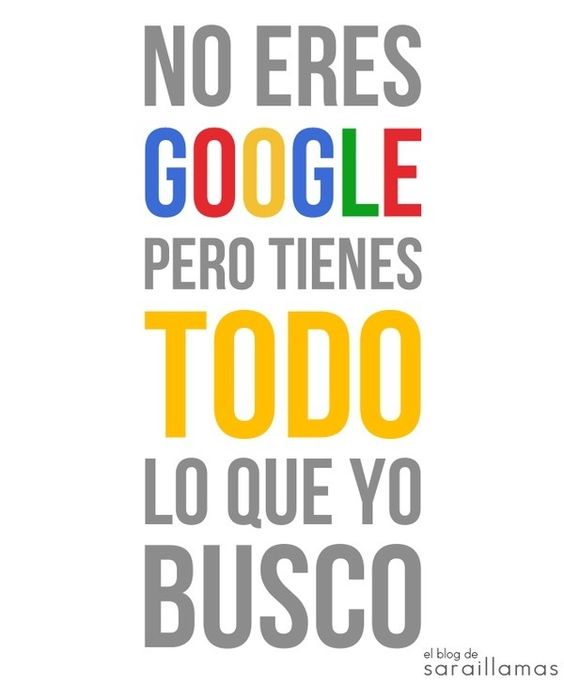 NO ERES
GOOGLE
PERO TIENES
TODO
LO QUE YO
BUSCO
el blog de
saraillamas